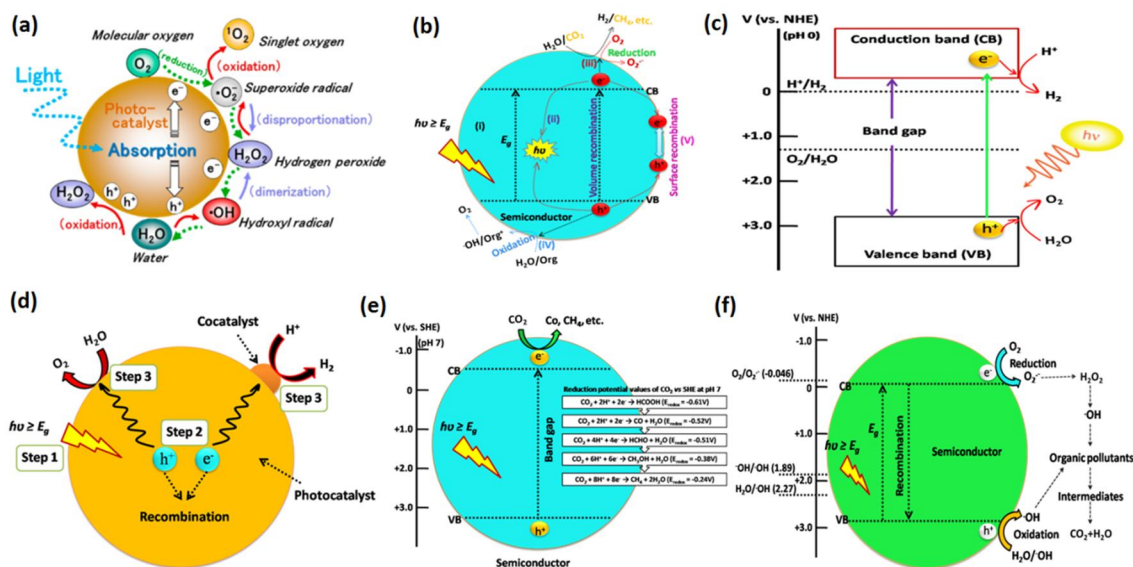 (a)
Molecular oxygen
O₂
(reduction)
¹O₂
Singlet oxygen
(oxidation)
Light
e⁻
•O₂⁻
Superoxide radical
Photo-
catalyst
e⁻
(disproportionation)
Absorption
H₂O₂
Hydrogen peroxide
e⁻
H₂O₂
h⁺
h⁺
h⁺
(dimerization)
(oxidation)
•OH
Hydroxyl radical
H₂O
Water
(b)
H₂/CH₄, etc.
H₂O/CO₂
O₂
Reduction
(iii)
O₂⁻
e⁻
CB
(i)
(ii)
Eg
hυ ≥ Eg
hυ
Volume recombination
e⁻
(V)
h⁺
Surface recombination
VB
h⁺
Semiconductor
O₂
·OH/Org⁺
Oxidation
(IV)
H₂O/Org
(c)
V (vs. NHE)
(pH 0)
Conduction band (CB)
e⁻
H⁺
H⁺/H₂
0
H₂
+1.0
Band gap
hν
O₂/H₂O
+2.0
O₂
+3.0
h⁺
H₂O
Valence band (VB)
(d)
Cocatalyst
H₂O
H⁺
O₂
H₂
Step 3
Step 3
hυ ≥ Eg
Step 2
Step 1
h⁺
e⁻
Photocatalyst
Recombination
(e)
V (vs. SHE)
(pH 7)
CO₂
Co, CH₄, etc.
-1.0
e⁻
CB
0
Reduction potential values of CO₂ vs SHE at pH 7
CO₂ + 2H⁺ + 2e⁻ → HCOOH (Eredox = -0.61V)
CO₂ + 2H⁺ + 2e⁻ → CO + H₂O (Eredox = -0.52V)
CO₂ + 4H⁺ + 4e⁻ → HCHO + H₂O (Eredox = -0.51V)
CO₂ + 6H⁺ + 6e⁻ → CH₃OH + H₂O (Eredox = -0.38V)
CO₂ + 8H⁺ + 8e⁻ → CH₄ + 2H₂O (Eredox = -0.24V)
+1.0
hυ ≥ Eg
Band gap
+2.0
+3.0
VB
h⁺
Semiconductor
(f)
V (vs. NHE)
-1.0
O₂
Reduction
O₂/O₂·⁻ (-0.046)
e⁻
O₂·⁻
H₂O₂
0
CB
·OH
Eg
+1.0
hυ ≥ Eg
Semiconductor
Recombination
Organic pollutants
⁻OH/·OH (1.89)
+2.0
H₂O/·OH (2.27)
Intermediates
+3.0
VB
·OH
h⁺
Oxidation
CO₂+H₂O
H₂O/⁻OH